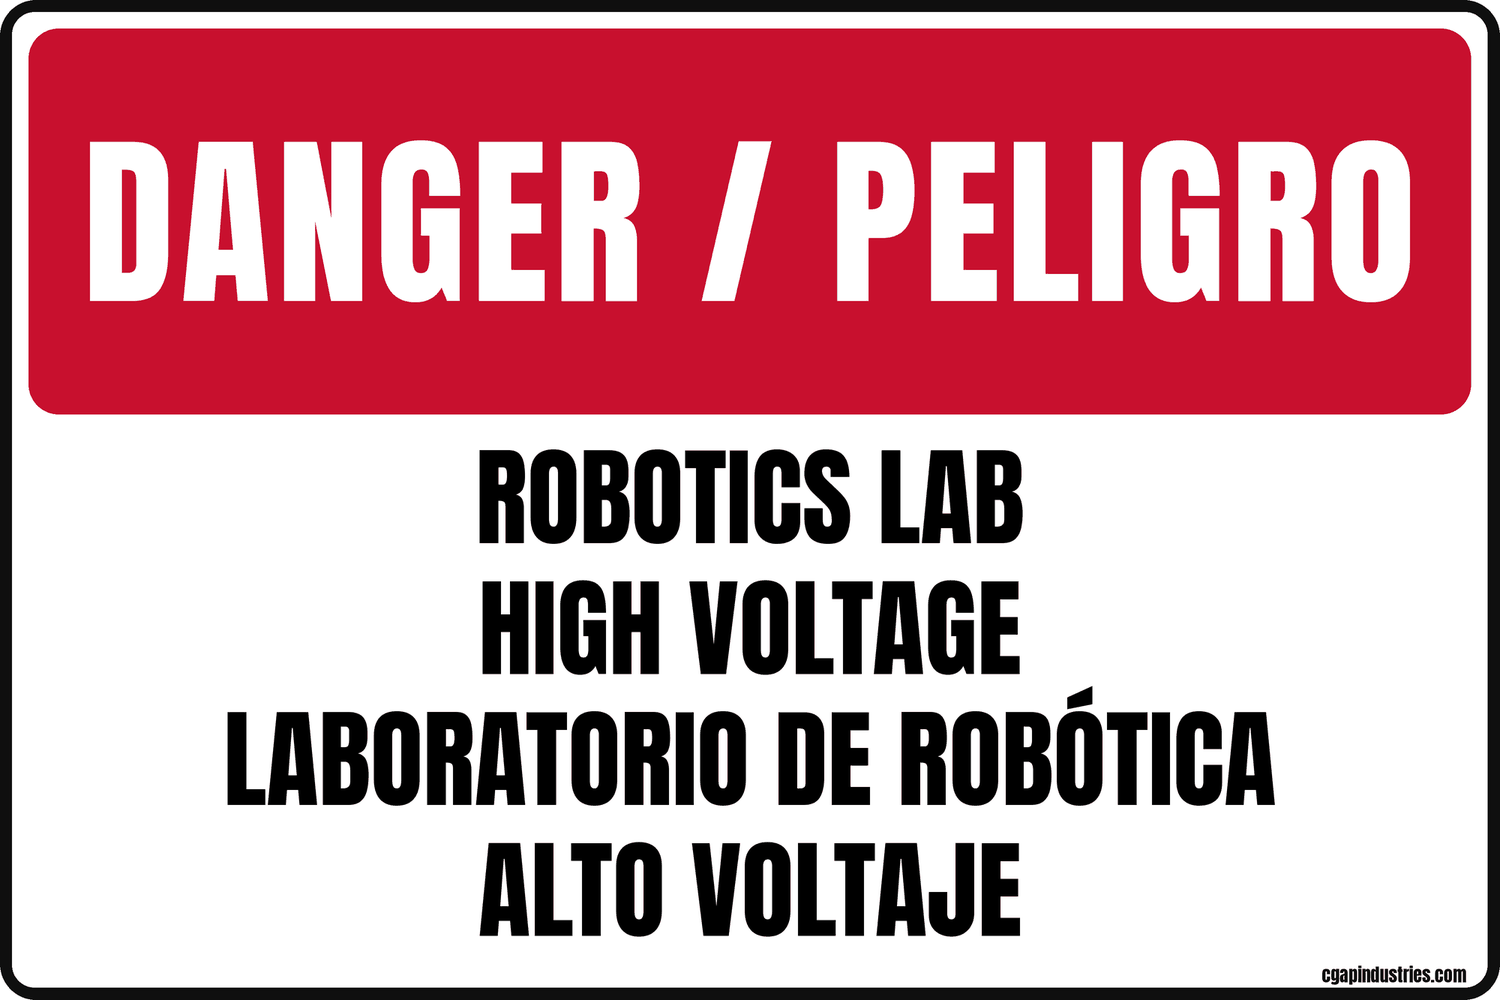 DANGER / PELIGRO
ROBOTICS LAB
HIGH VOLTAGE
LABORATORIO DE ROBÓTICA
ALTO VOLTAJE
cgapindustries.com